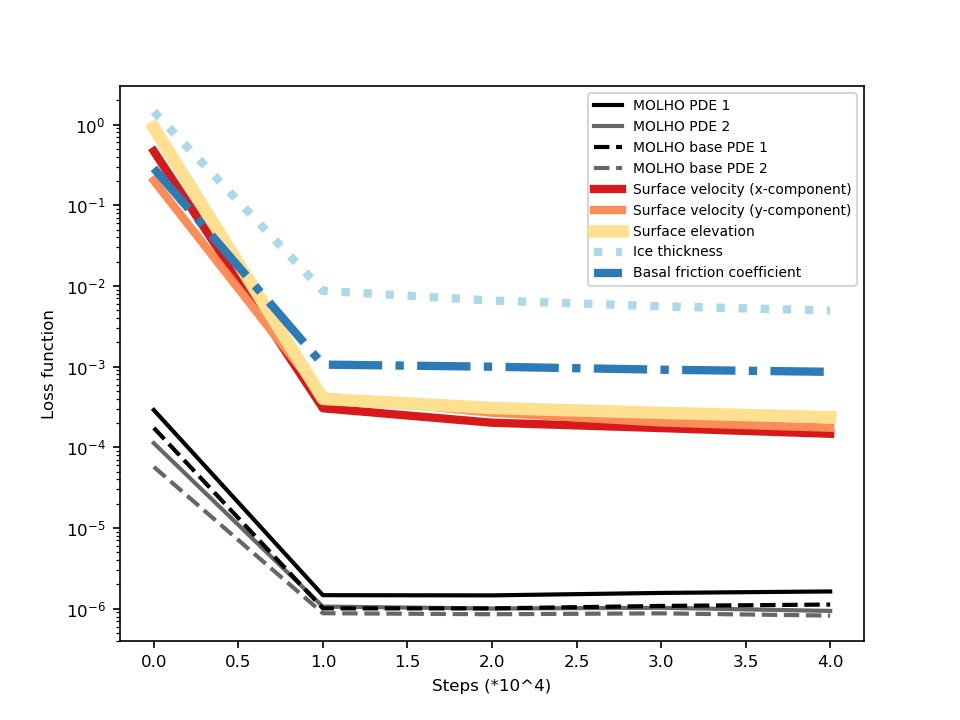 MOLHO PDE 1
MOLHO PDE 2
MOLHO base PDE 1
MOLHO base PDE 2
Surface velocity (x-component)
Surface velocity (y-component)
Surface elevation
Ice thickness
Basal friction coefficient
Loss function
10^0
10^-1
10^-2
10^-3
10^-4
10^-5
10^-6
0.0 0.5 1.0 1.5 2.0 2.5 3.0 3.5 4.0
Steps (*10^4)